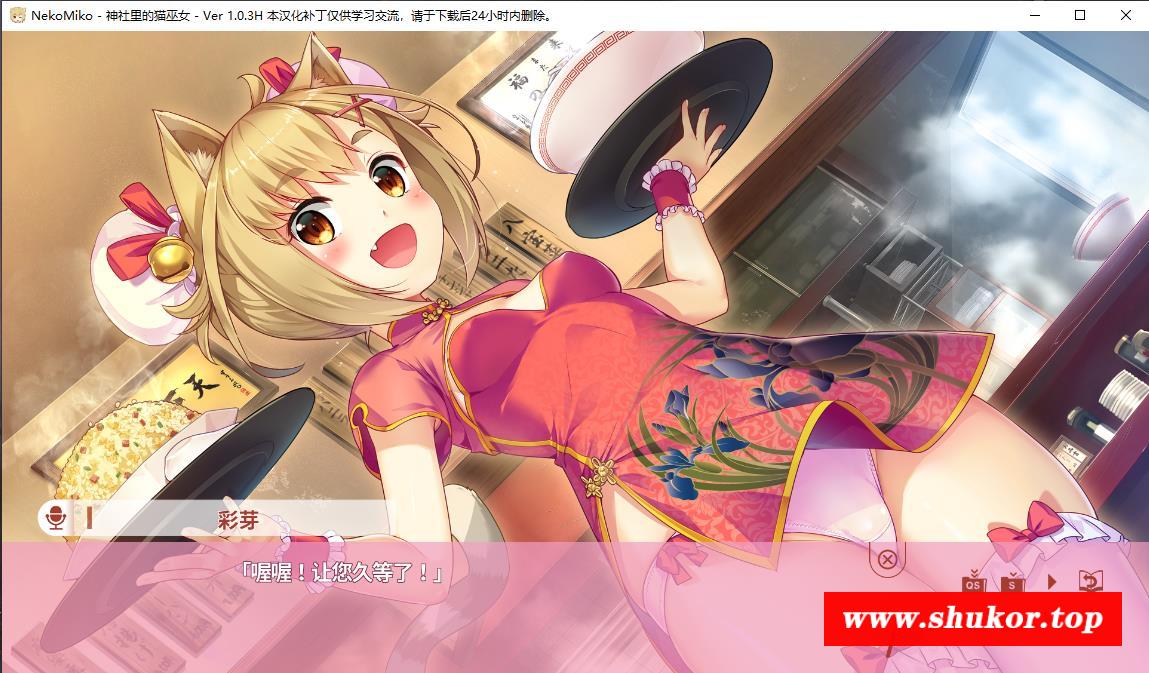 NekoMiko - 神社里的猫巫女 - Ver 1.0.3H 本汉化补丁仅供学习交流，请于下载后24小时内删除。
福
天
彩芽
「喔喔！让您久等了！」
QS
S
www.shukor.top